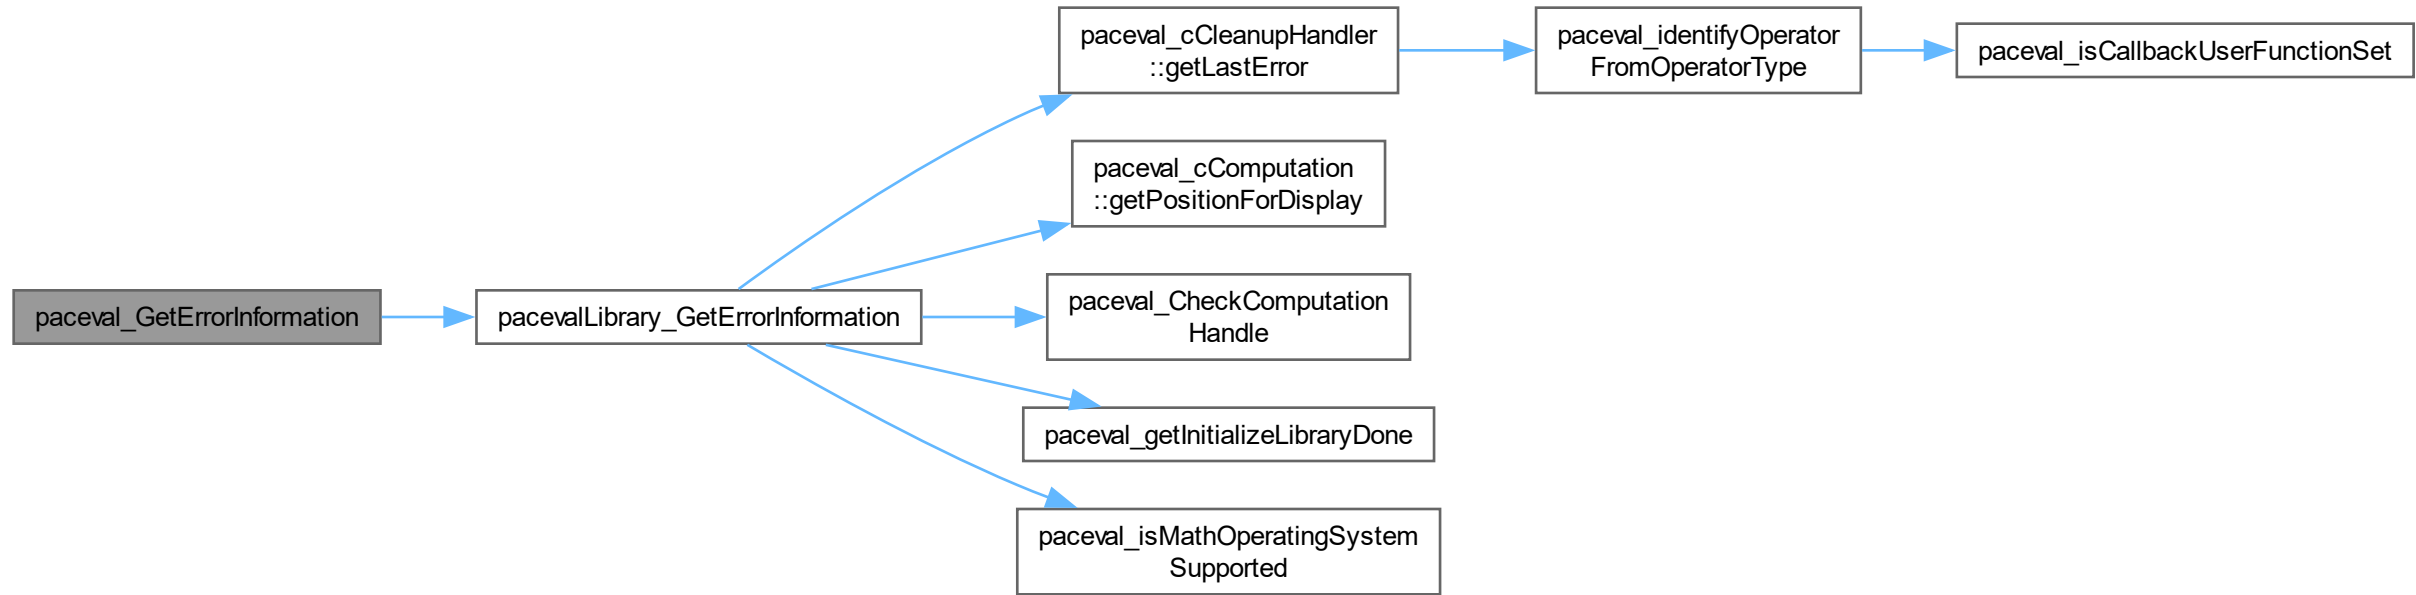 paceval_GetErrorInformation
pacevalLibrary_GetErrorInformation
paceval_cCleanupHandler
::getLastError
paceval_identifyOperator
FromOperatorType
paceval_isCallbackUserFunctionSet
paceval_cComputation
::getPositionForDisplay
paceval_CheckComputation
Handle
paceval_getInitializeLibraryDone
paceval_isMathOperatingSystem
Supported